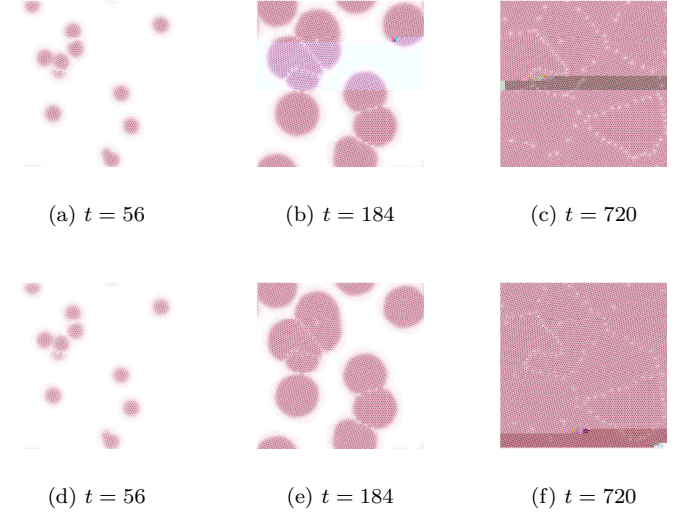 (a) t = 56
(b) t = 184
(c) t = 720
(d) t = 56
(e) t = 184
(f) t = 720